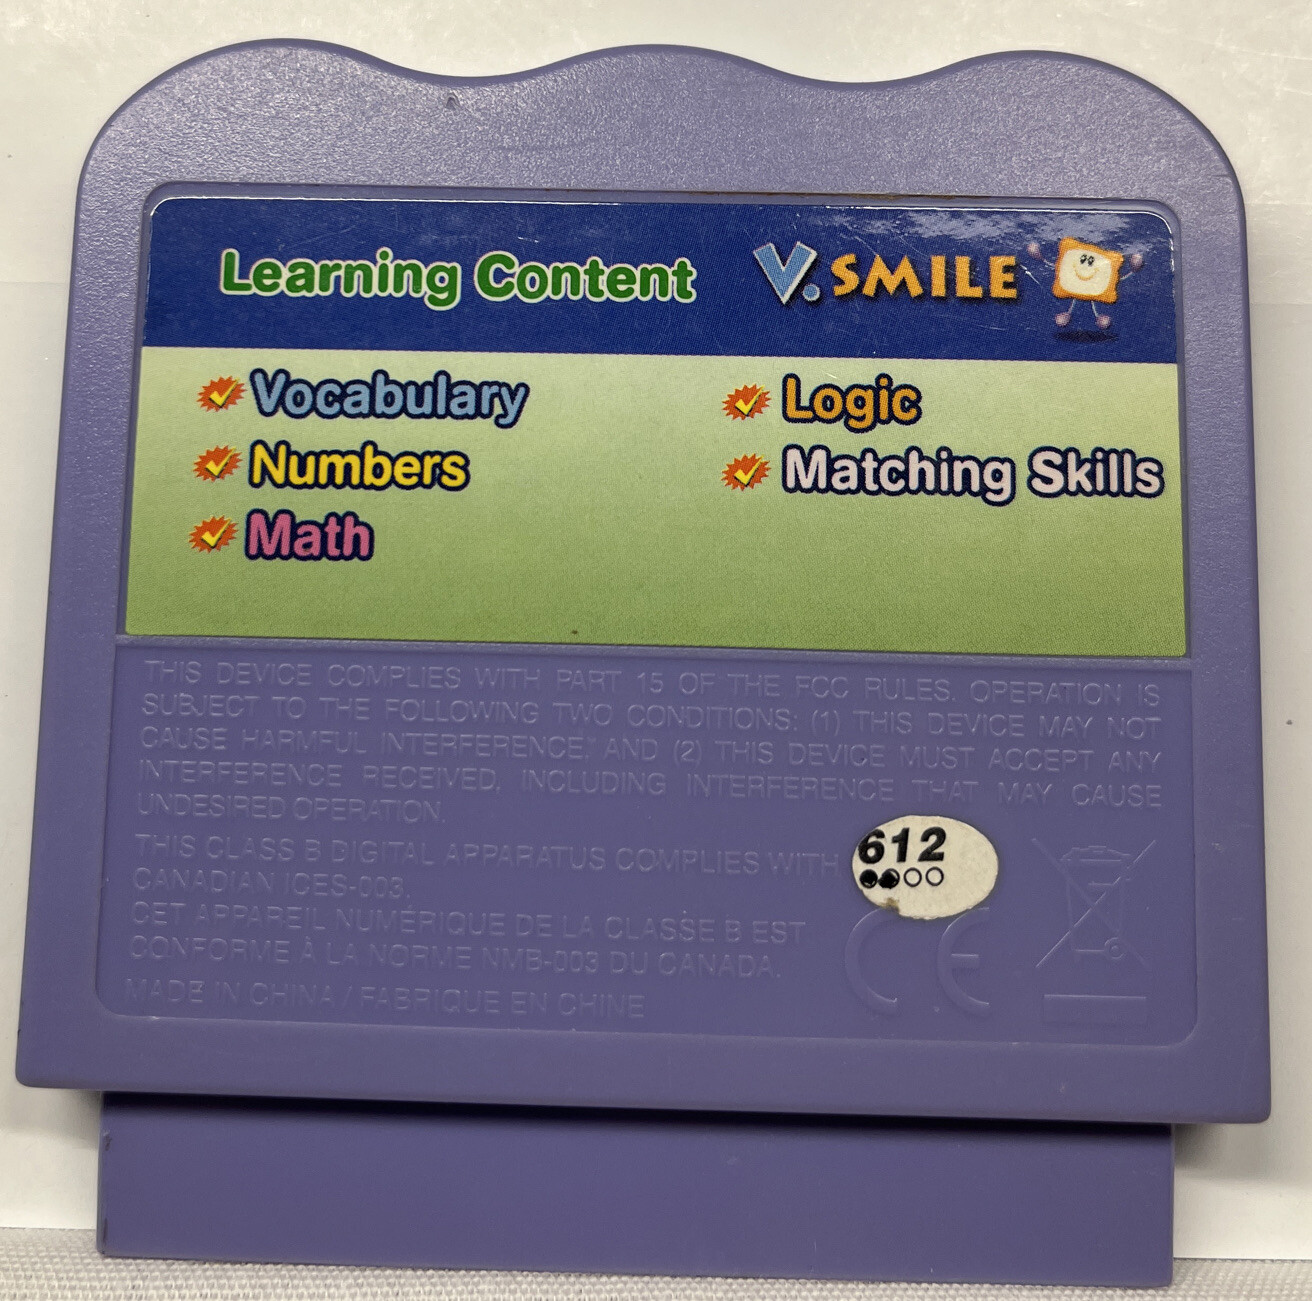 Learning Content
V.SMILE
Vocabulary
Numbers
Math
Logic
Matching Skills
THIS DEVICE COMPLIES WITH PART 15 OF THE FCC RULES. OPERATION IS
SUBJECT TO THE FOLLOWING TWO CONDITIONS: (1) THIS DEVICE MAY NOT
CAUSE HARMFUL INTERFERENCE, AND (2) THIS DEVICE MUST ACCEPT ANY
INTERFERENCE RECEIVED, INCLUDING INTERFERENCE THAT MAY CAUSE
UNDESIRED OPERATION.
THIS CLASS B DIGITAL APPARATUS COMPLIES WITH
CANADIAN ICES-003.
CET APPAREIL NUMÉRIQUE DE LA CLASSE B EST
CONFORME À LA NORME NMB-003 DU CANADA.
MADE IN CHINA / FABRIQUE EN CHINE
612
CE